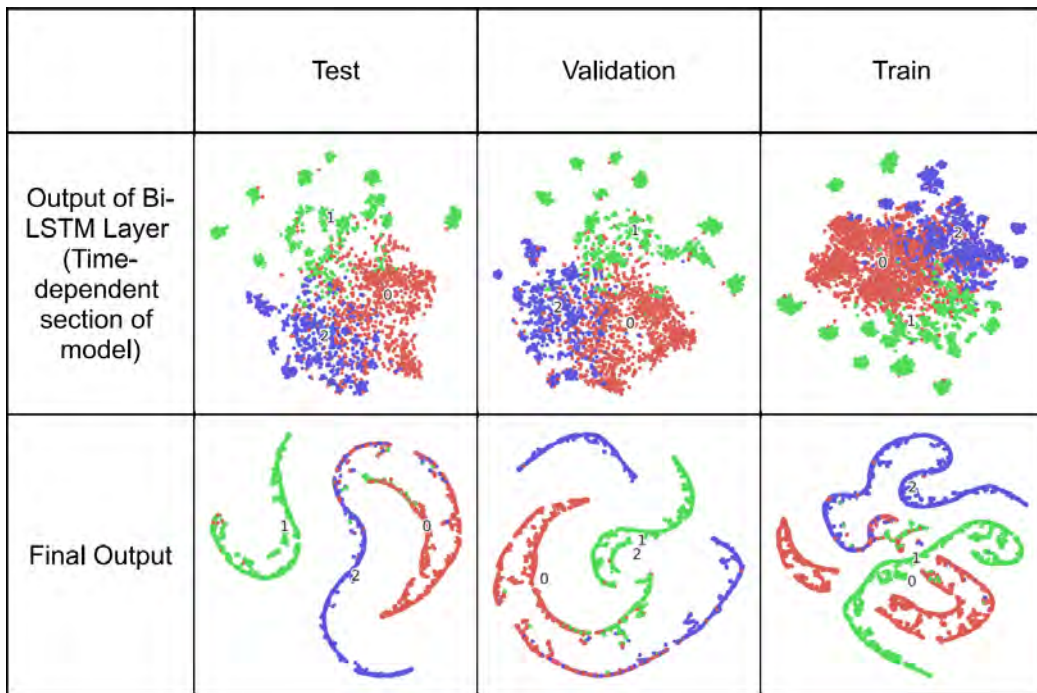 Test
Validation
Train
Output of Bi-
LSTM Layer
(Time-
dependent
section of
model)
1
0
2
1
2
0
2
0
1
Final Output
1
0
2
1
2
0
2
1
0